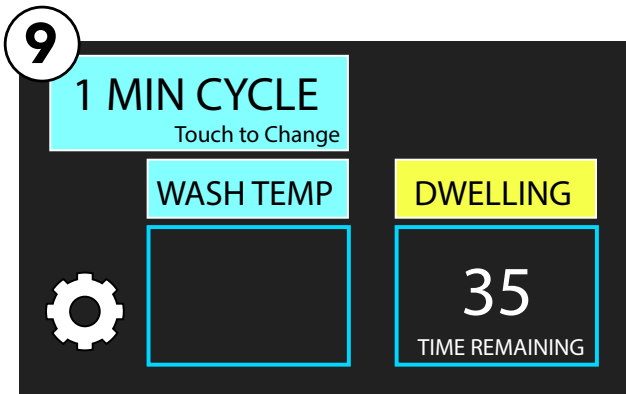 9
1 MIN CYCLE
Touch to Change
WASH TEMP
DWELLING
35
TIME REMAINING